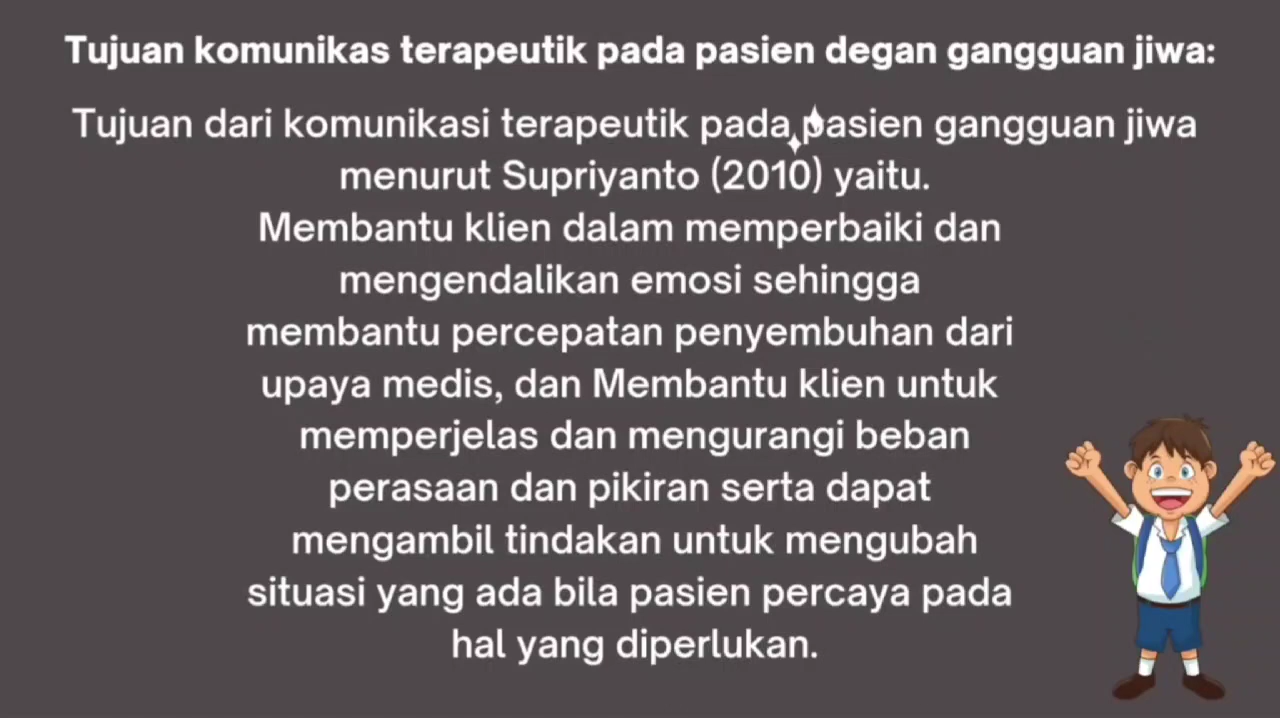 Tujuan komunikas terapeutik pada pasien degan gangguan jiwa:
Tujuan dari komunikasi terapeutik pada pasien gangguan jiwa
menurut Supriyanto (2010) yaitu.
Membantu klien dalam memperbaiki dan
mengendalikan emosi sehingga
membantu percepatan penyembuhan dari
upaya medis, dan Membantu klien untuk
memperjelas dan mengurangi beban
perasaan dan pikiran serta dapat
mengambil tindakan untuk mengubah
situasi yang ada bila pasien percaya pada
hal yang diperlukan.